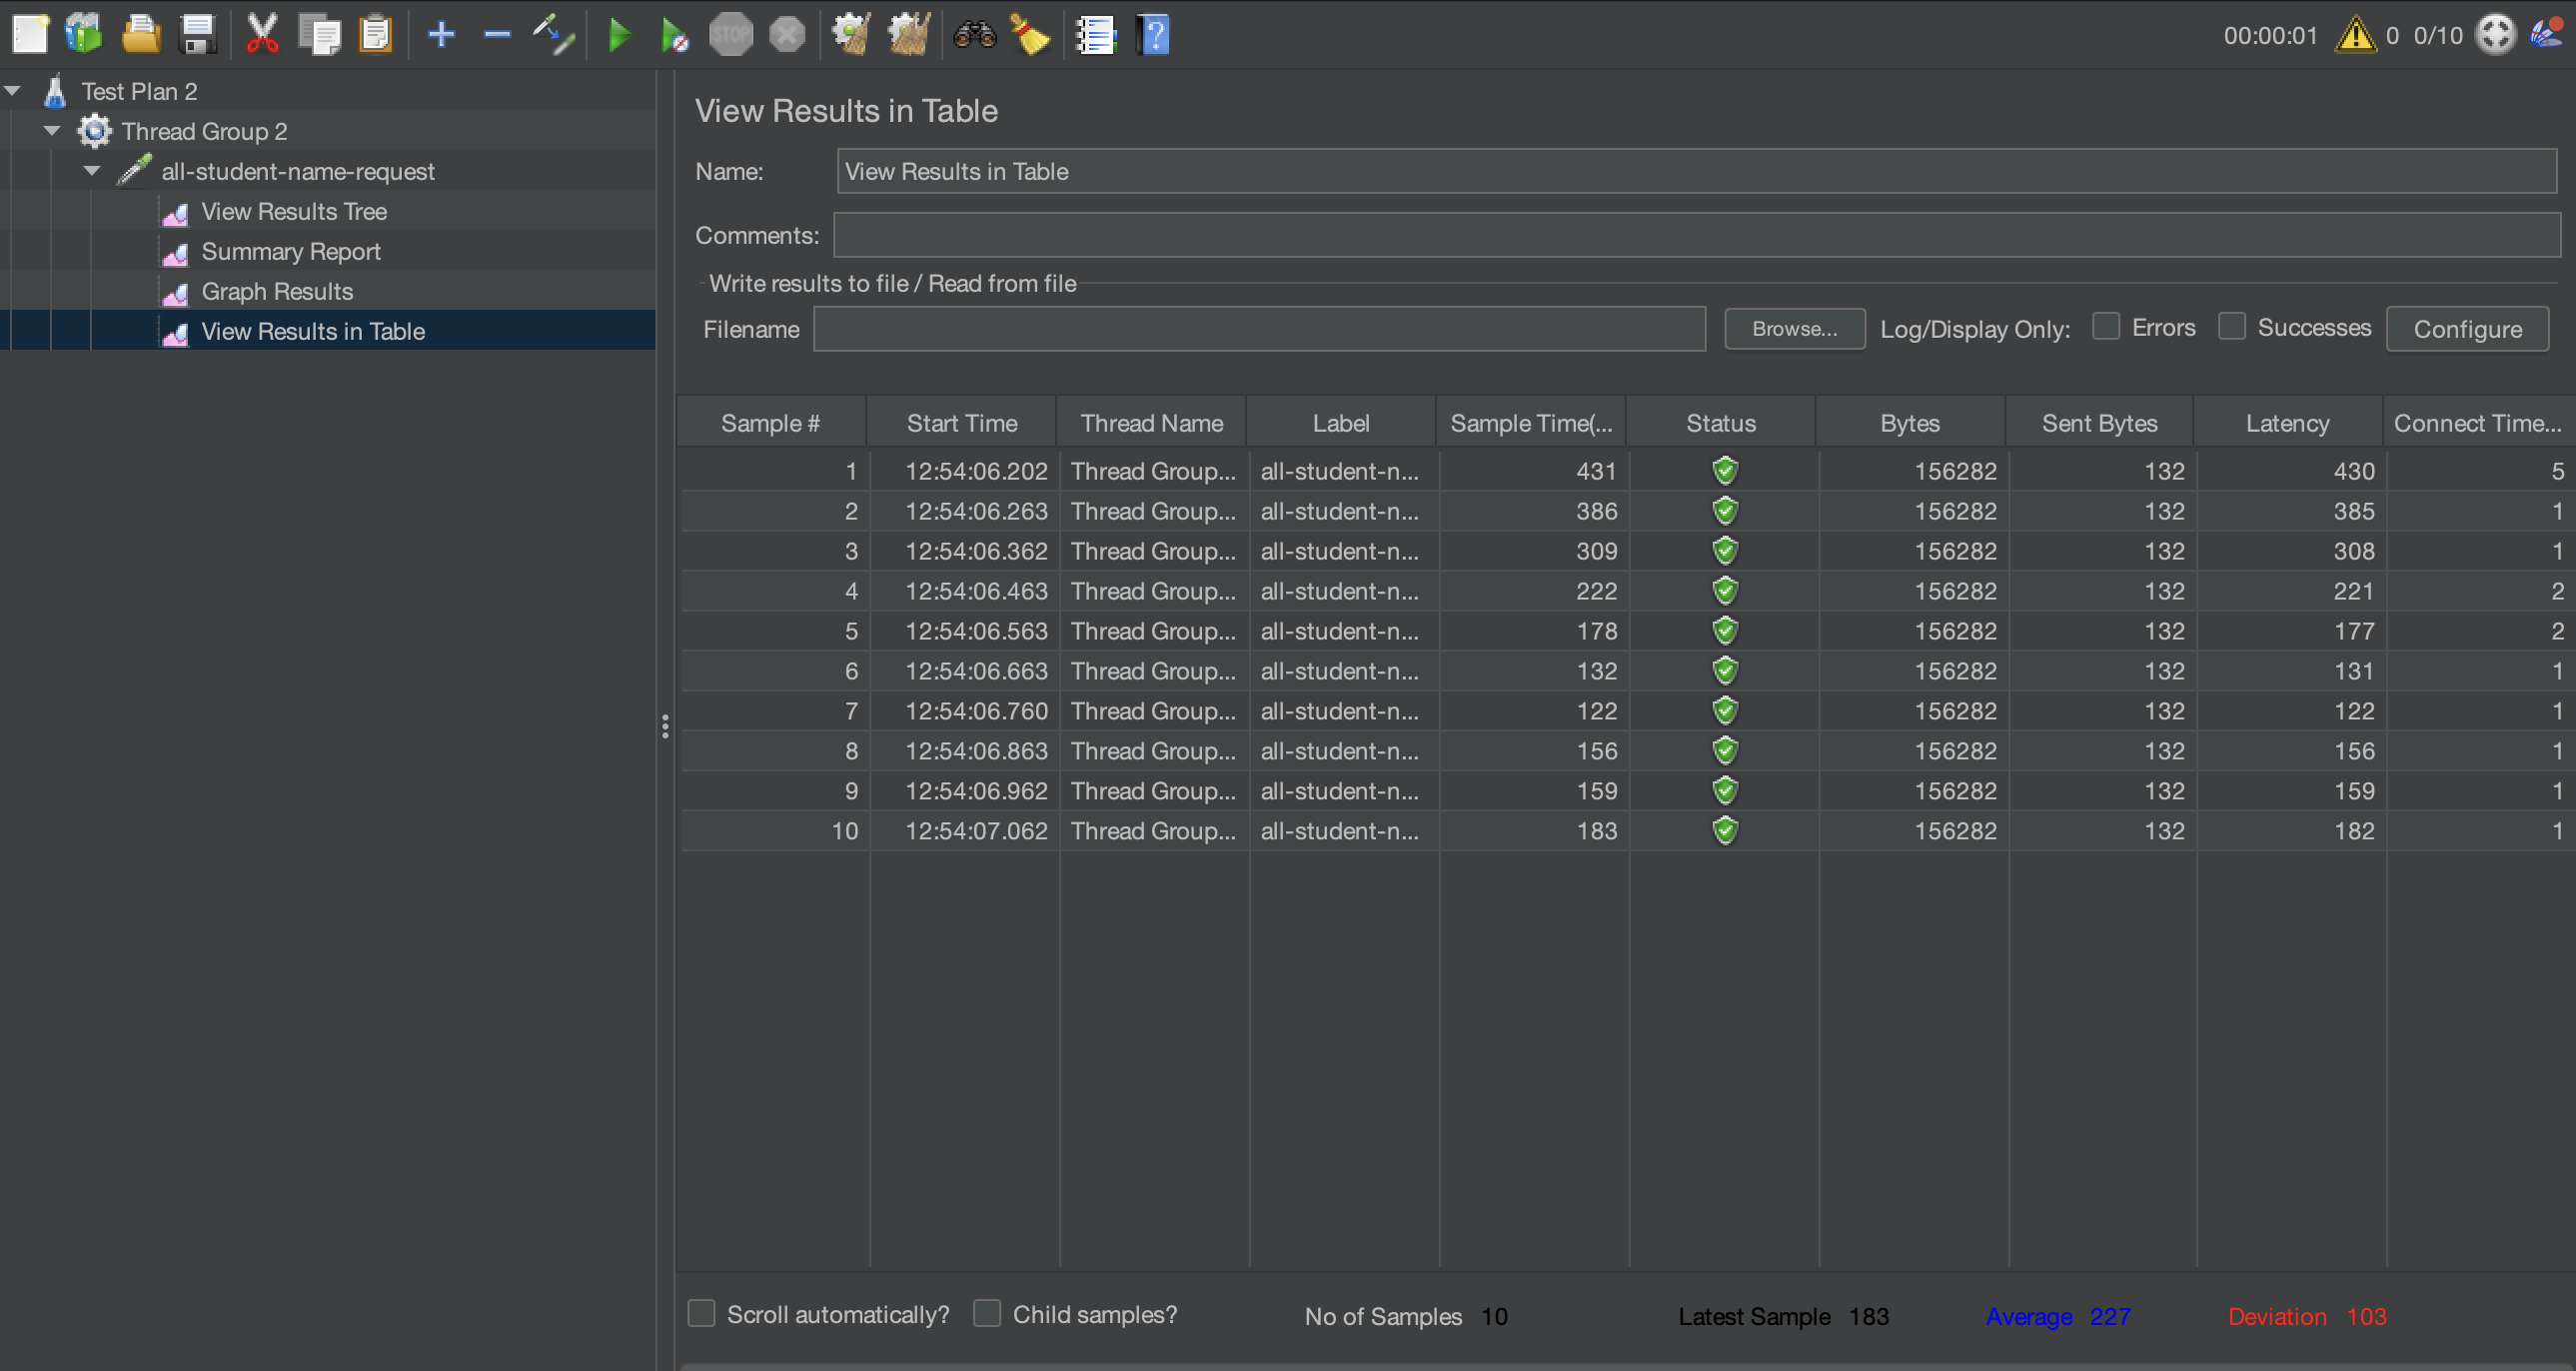 STOP
00:00:01 0 0/10
Test Plan 2
Thread Group 2
all-student-name-request
View Results Tree
Summary Report
Graph Results
View Results in Table
View Results in Table
Name: View Results in Table
Comments:
Write results to file / Read from file
Filename Browse... Log/Display Only: Errors Successes Configure
Sample # Start Time Thread Name Label Sample Time(... Status Bytes Sent Bytes Latency Connect Time...
1 12:54:06.202 Thread Group... all-student-n... 431 156282 132 430 5
2 12:54:06.263 Thread Group... all-student-n... 386 156282 132 385 1
3 12:54:06.362 Thread Group... all-student-n... 309 156282 132 308 1
4 12:54:06.463 Thread Group... all-student-n... 222 156282 132 221 2
5 12:54:06.563 Thread Group... all-student-n... 178 156282 132 177 2
6 12:54:06.663 Thread Group... all-student-n... 132 156282 132 131 1
7 12:54:06.760 Thread Group... all-student-n... 122 156282 132 122 1
8 12:54:06.863 Thread Group... all-student-n... 156 156282 132 156 1
9 12:54:06.962 Thread Group... all-student-n... 159 156282 132 159 1
10 12:54:07.062 Thread Group... all-student-n... 183 156282 132 182 1
Scroll automatically? Child samples? No of Samples 10 Latest Sample 183 Average 227 Deviation 103